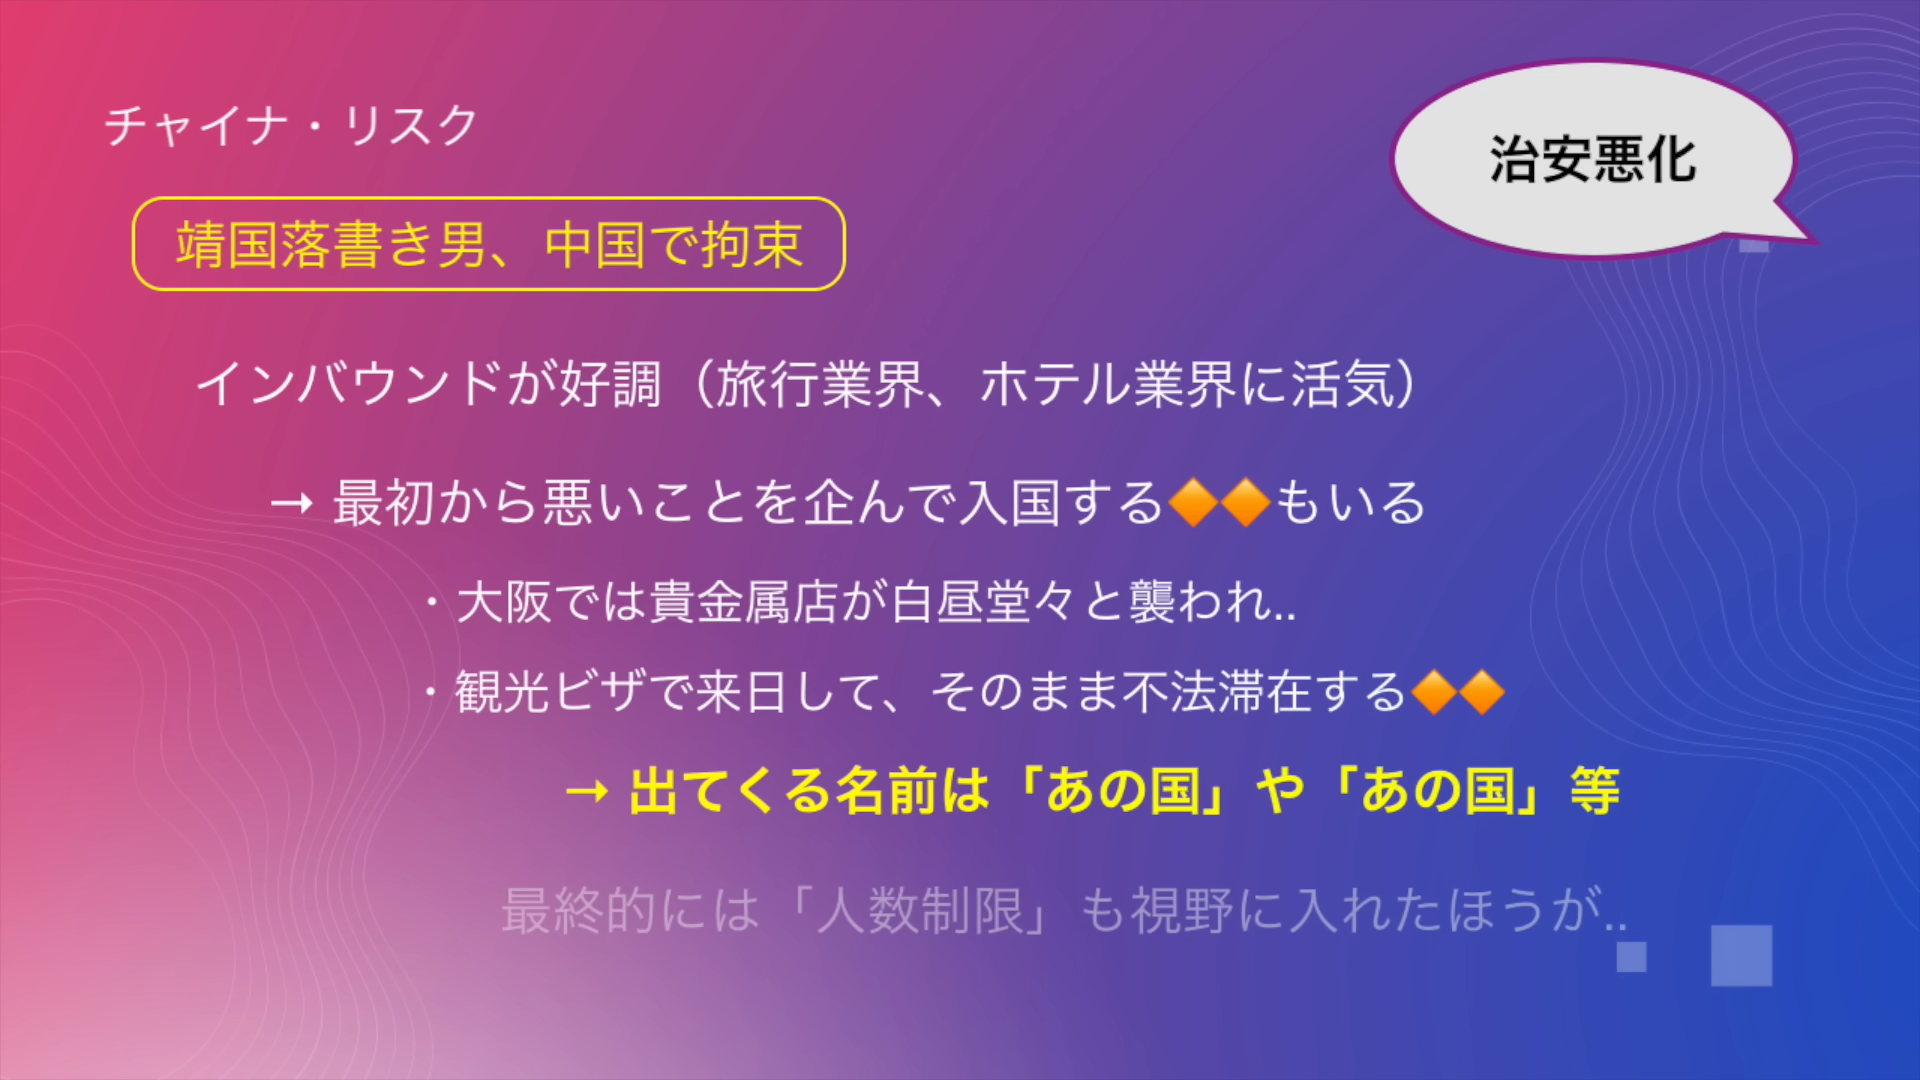 チャイナ・リスク
治安悪化
靖国落書き男、中国で拘束
インバウンドが好調（旅行業界、ホテル業界に活気）
→ 最初から悪いことを企んで入国する🔶🔶もいる
・大阪では貴金属店が白昼堂々と襲われ..
・観光ビザで来日して、そのまま不法滞在する🔶🔶
→ 出てくる名前は「あの国」や「あの国」等
最終的には「人数制限」も視野に入れたほうが..